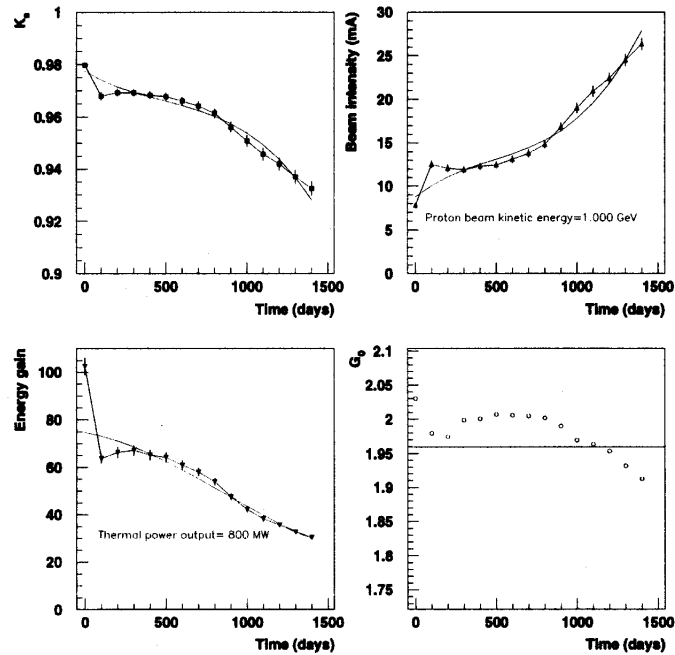 K_s
1
0.98
0.96
0.94
0.92
0.9
0 500 1000 1500
Time (days)
Beam intensity (mA)
30
25
20
15
10
5
0
Proton beam kinetic energy=1.000 GeV
0 500 1000 1500
Time (days)
Energy gain
100
80
60
40
20
0
Thermal power output= 800 MW
0 500 1000 1500
Time (days)
G_0
2.1
2.05
2
1.95
1.9
1.85
1.8
1.75
0 500 1000 1500
Time (days)